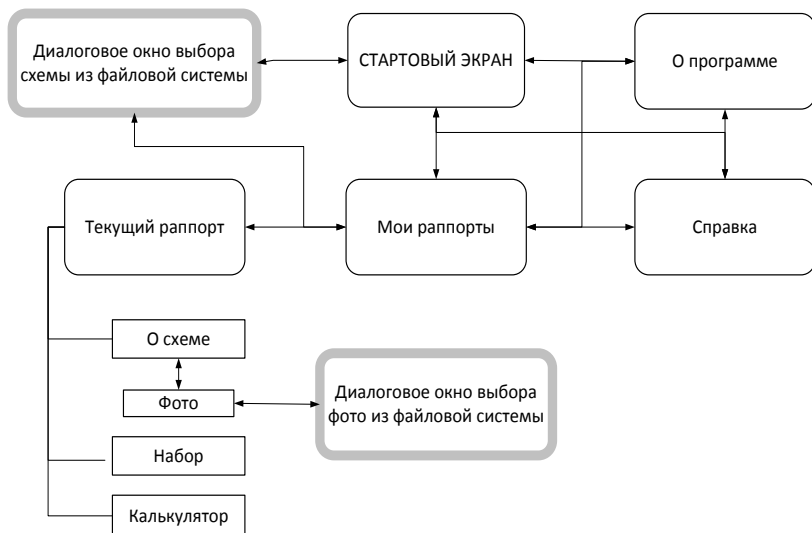 Диалоговое окно выбора
схемы из файловой системы
СТАРТОВЫЙ ЭКРАН
О программе
Текущий раппорт
Мои раппорты
Справка
О схеме
Фото
Диалоговое окно выбора
фото из файловой системы
Набор
Калькулятор